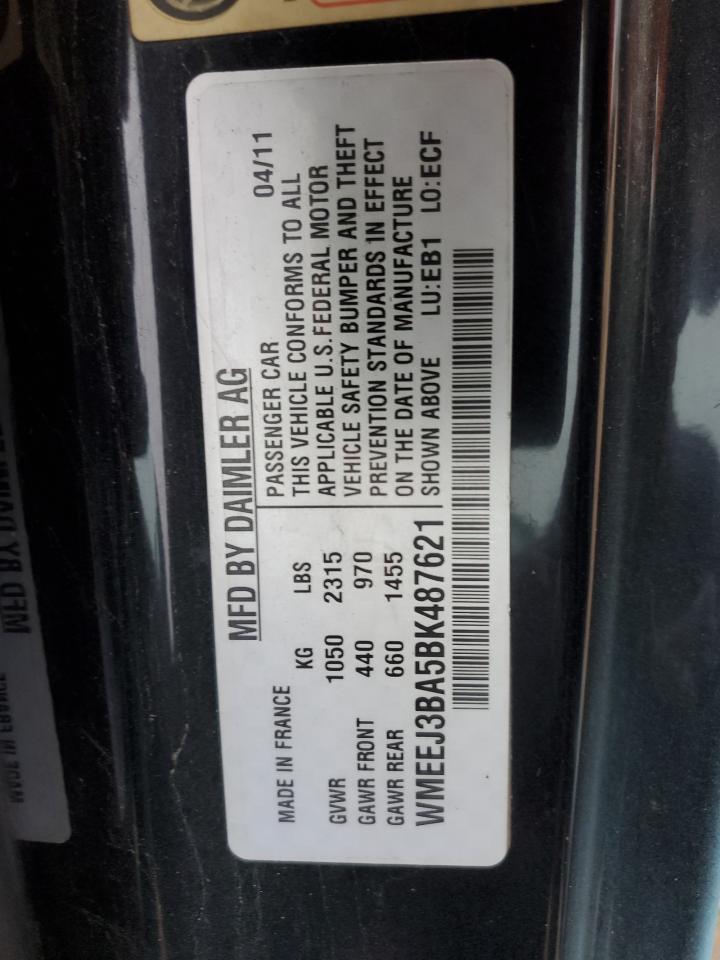 MFD BY DAIMLER AG
MADE IN FRANCE
KG LBS
GVWR 1050 2315
GAWR FRONT 440 970
GAWR REAR 660 1455
PASSENGER CAR 04/11
THIS VEHICLE CONFORMS TO ALL
APPLICABLE U.S.FEDERAL MOTOR
VEHICLE SAFETY BUMPER AND THEFT
PREVENTION STANDARDS IN EFFECT
ON THE DATE OF MANUFACTURE
SHOWN ABOVE LU:EB1 LO:ECF
WMEEJ3BA5BK487621